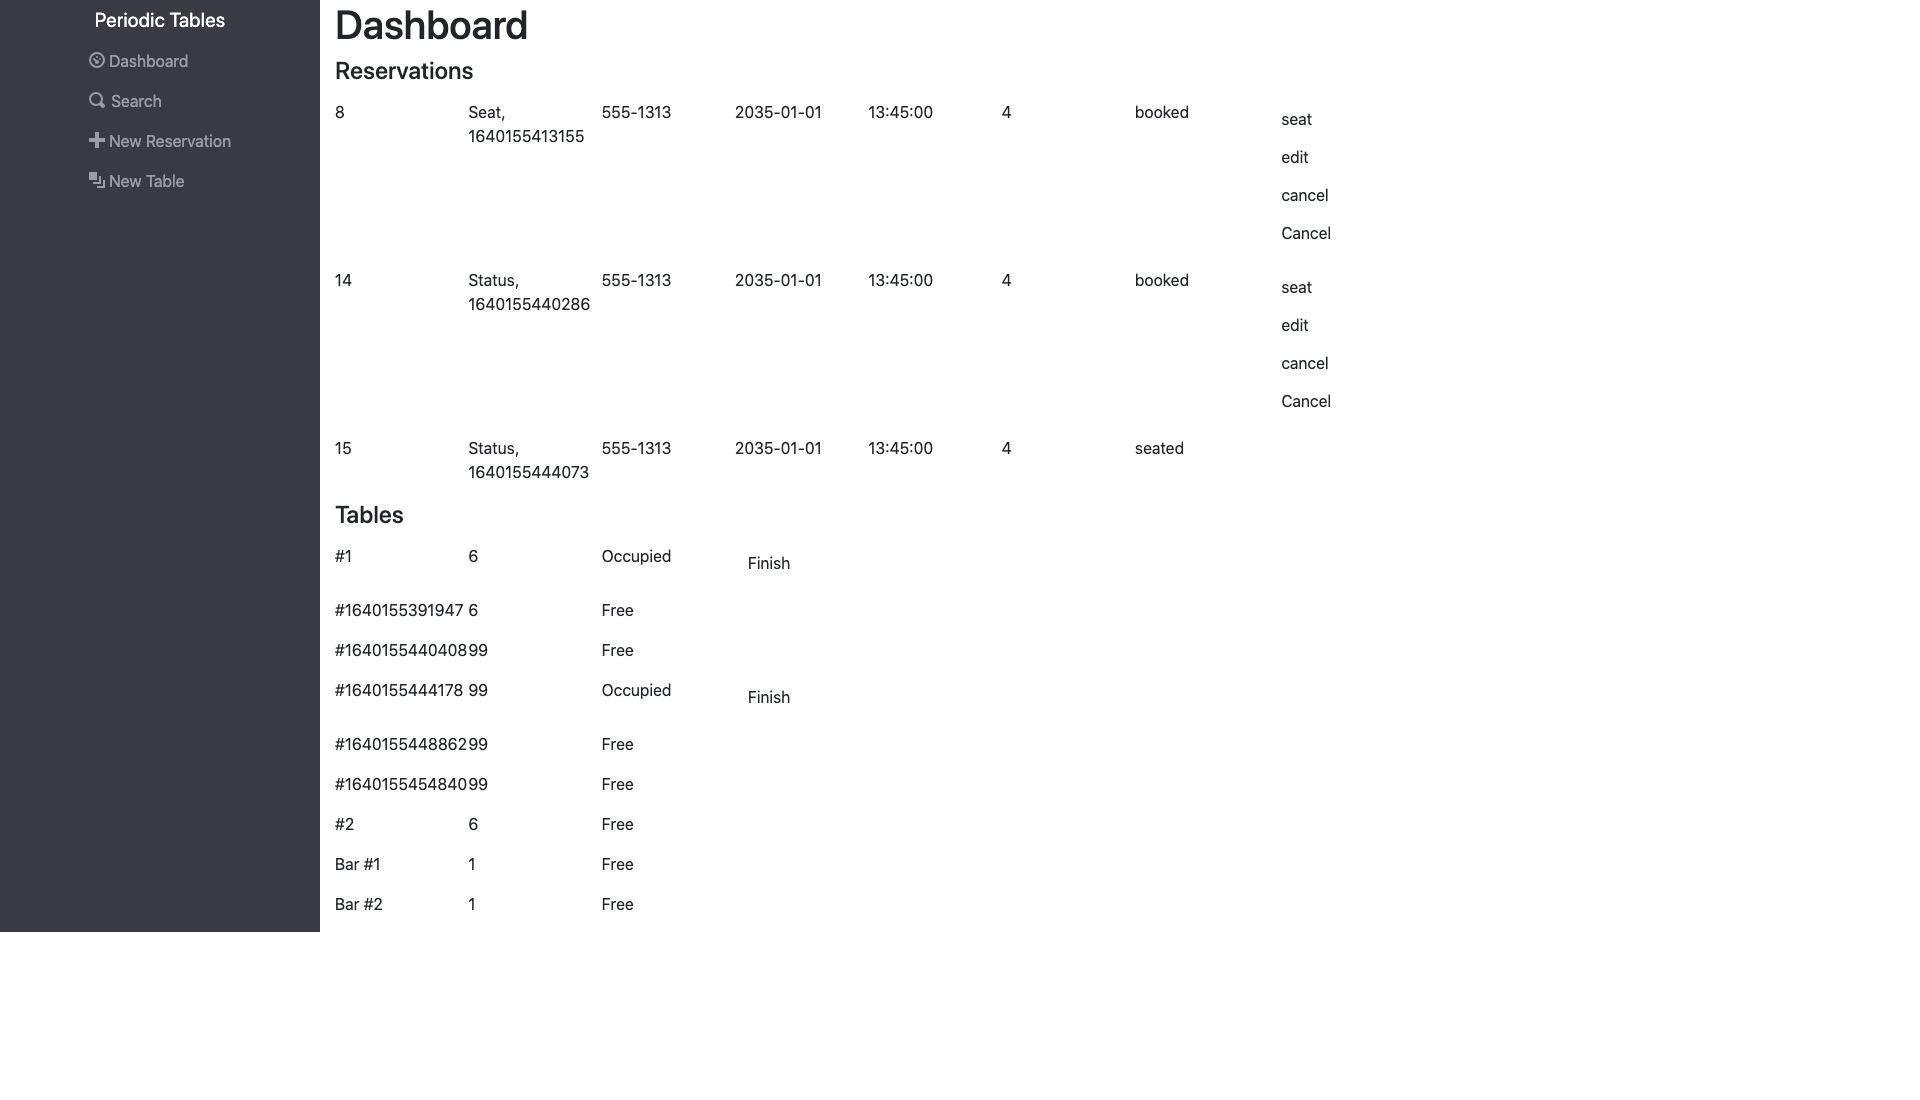 Periodic Tables
Dashboard
Search
New Reservation
New Table
Dashboard
Reservations
8 Seat, 555-1313 2035-01-01 13:45:00 4 booked seat
1640155413155
edit
cancel
Cancel
14 Status, 555-1313 2035-01-01 13:45:00 4 booked seat
1640155440286
edit
cancel
Cancel
15 Status, 555-1313 2035-01-01 13:45:00 4 seated
1640155444073
Tables
#1 6 Occupied Finish
#1640155391947 6 Free
#1640155440408 99 Free
#1640155444178 99 Occupied Finish
#1640155448862 99 Free
#1640155454840 99 Free
#2 6 Free
Bar #1 1 Free
Bar #2 1 Free